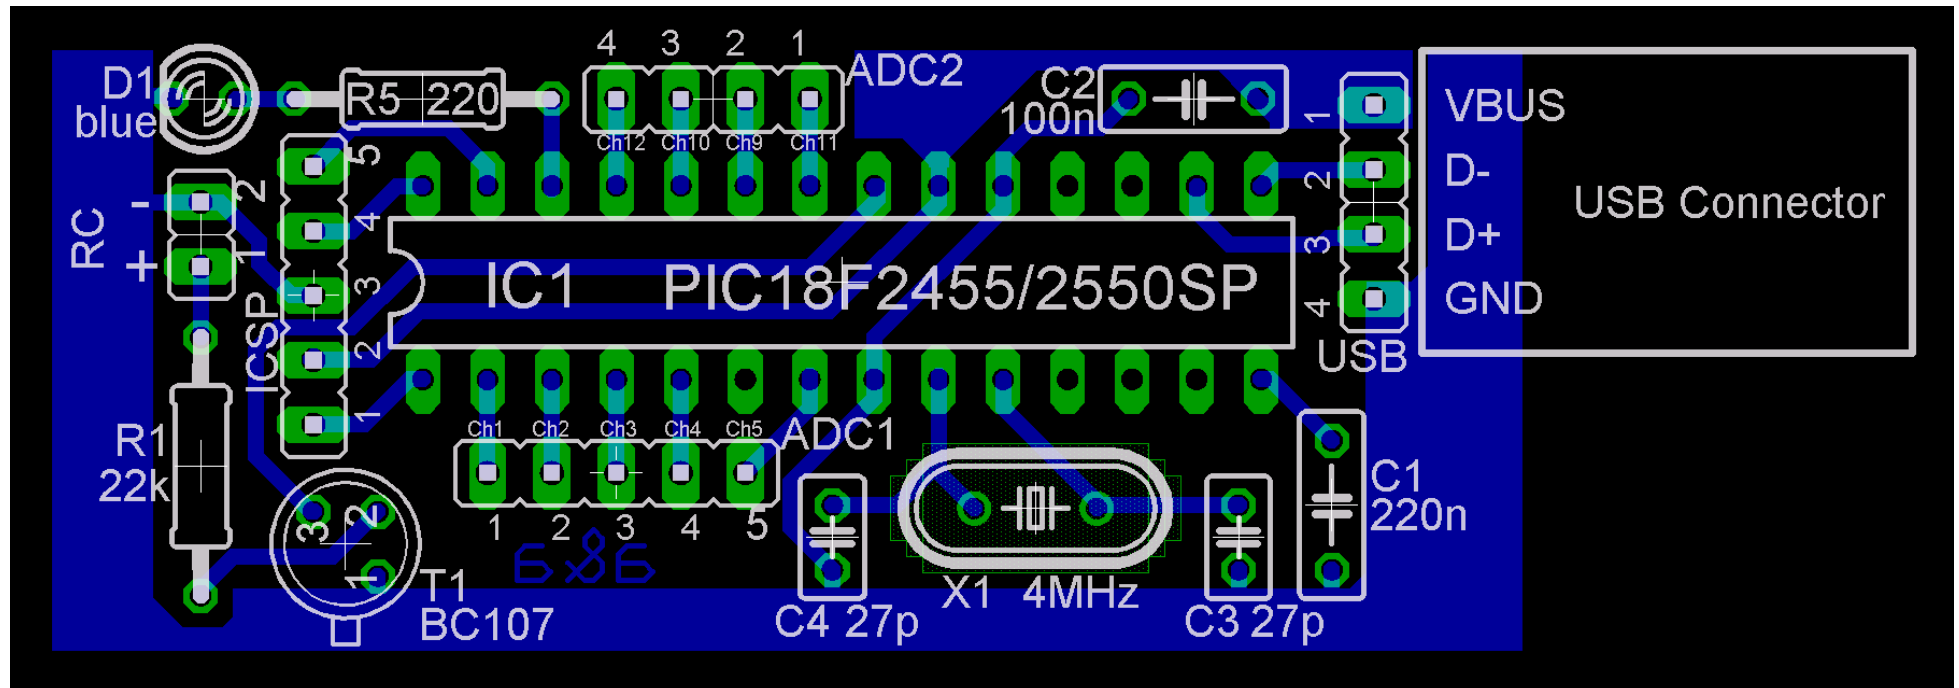 4 3 2 1
ADC2
Ch12 Ch10 Ch9 Ch11
D1
blue
R5 220
C2
100n
1 VBUS
2 D-
3 D+
4 GND
USB
USB Connector
- 2
+ 1
RC
5
4
3
2
1
ICSP
IC1 PIC18F2455/2550SP
R1
22k
Ch1 Ch2 Ch3 Ch4 Ch5
ADC1
1 2 3 4 5
6x86
3 2
1
T1
BC107
C4 27p
X1 4MHz
C3 27p
C1
220n